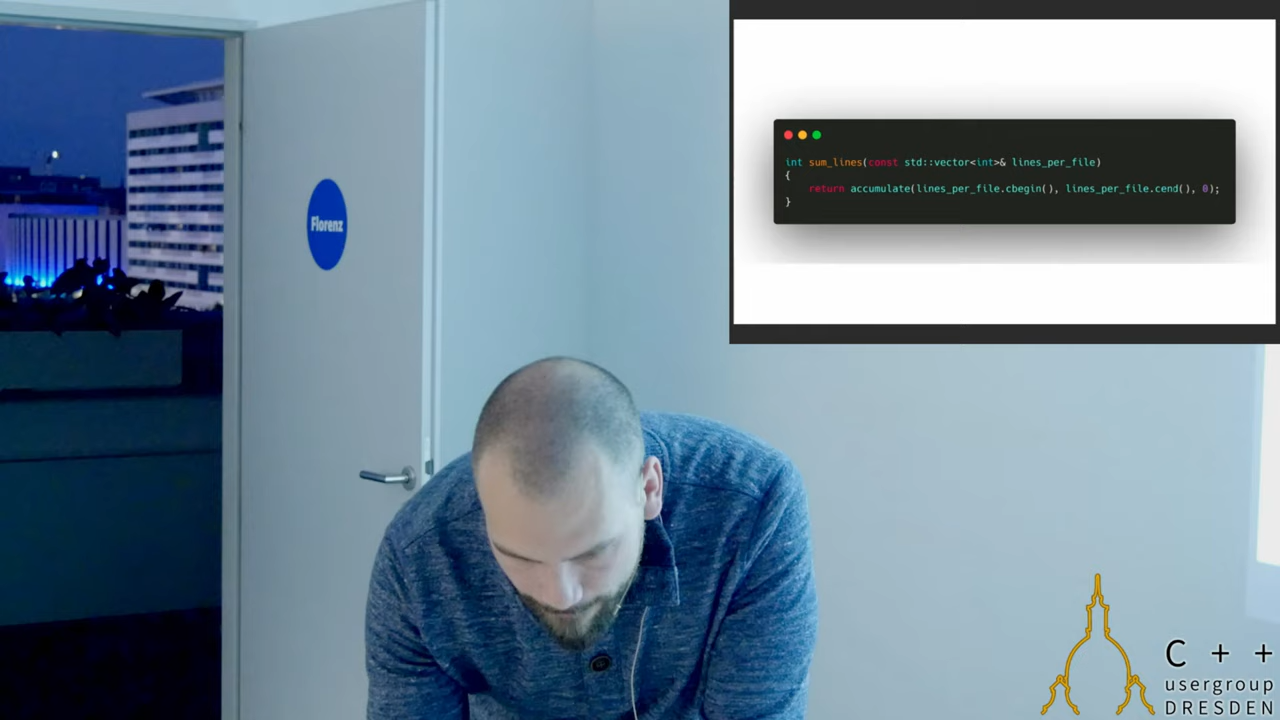 Florenz
int sum_lines(const std::vector<int>& lines_per_file)
{
    return accumulate(lines_per_file.cbegin(), lines_per_file.cend(), 0);
}
C + +
usergroup
DRESDEN